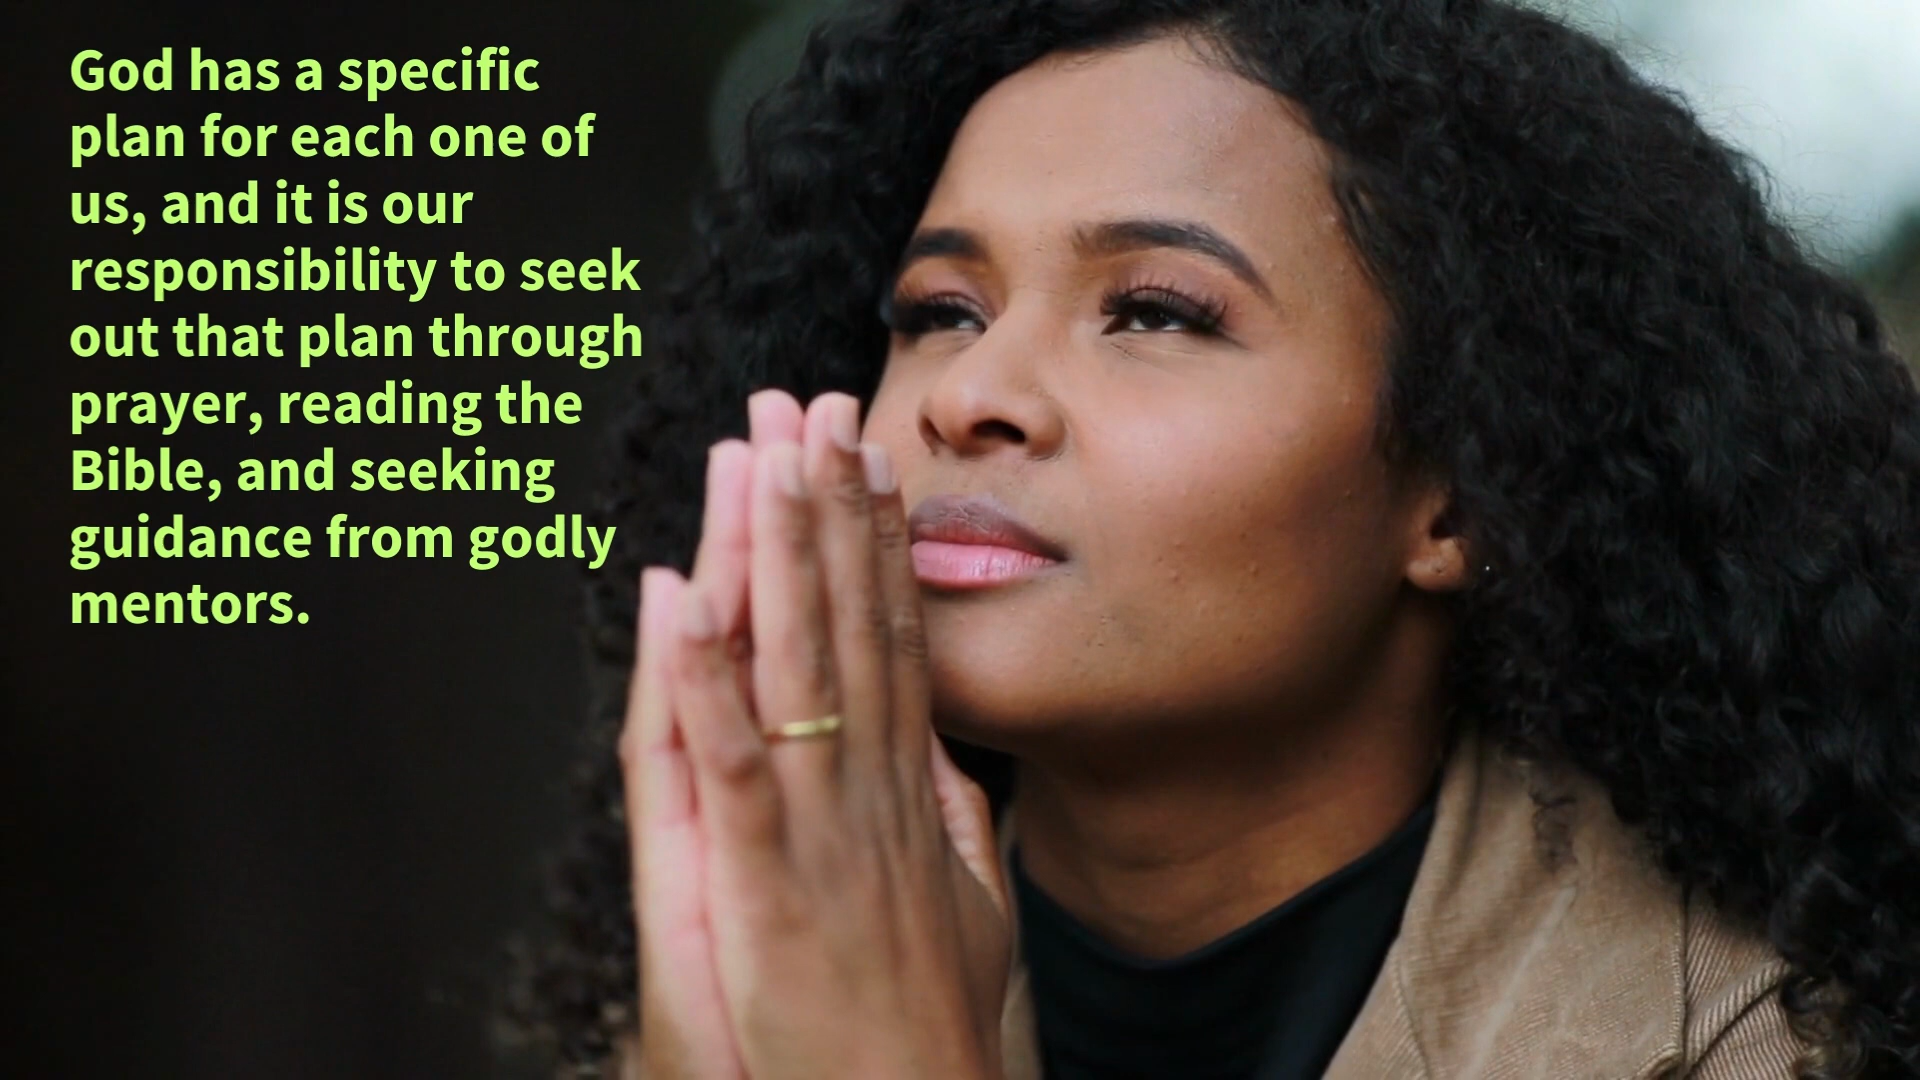 God has a specific
plan for each one of
us, and it is our
responsibility to seek
out that plan through
prayer, reading the
Bible, and seeking
guidance from godly
mentors.